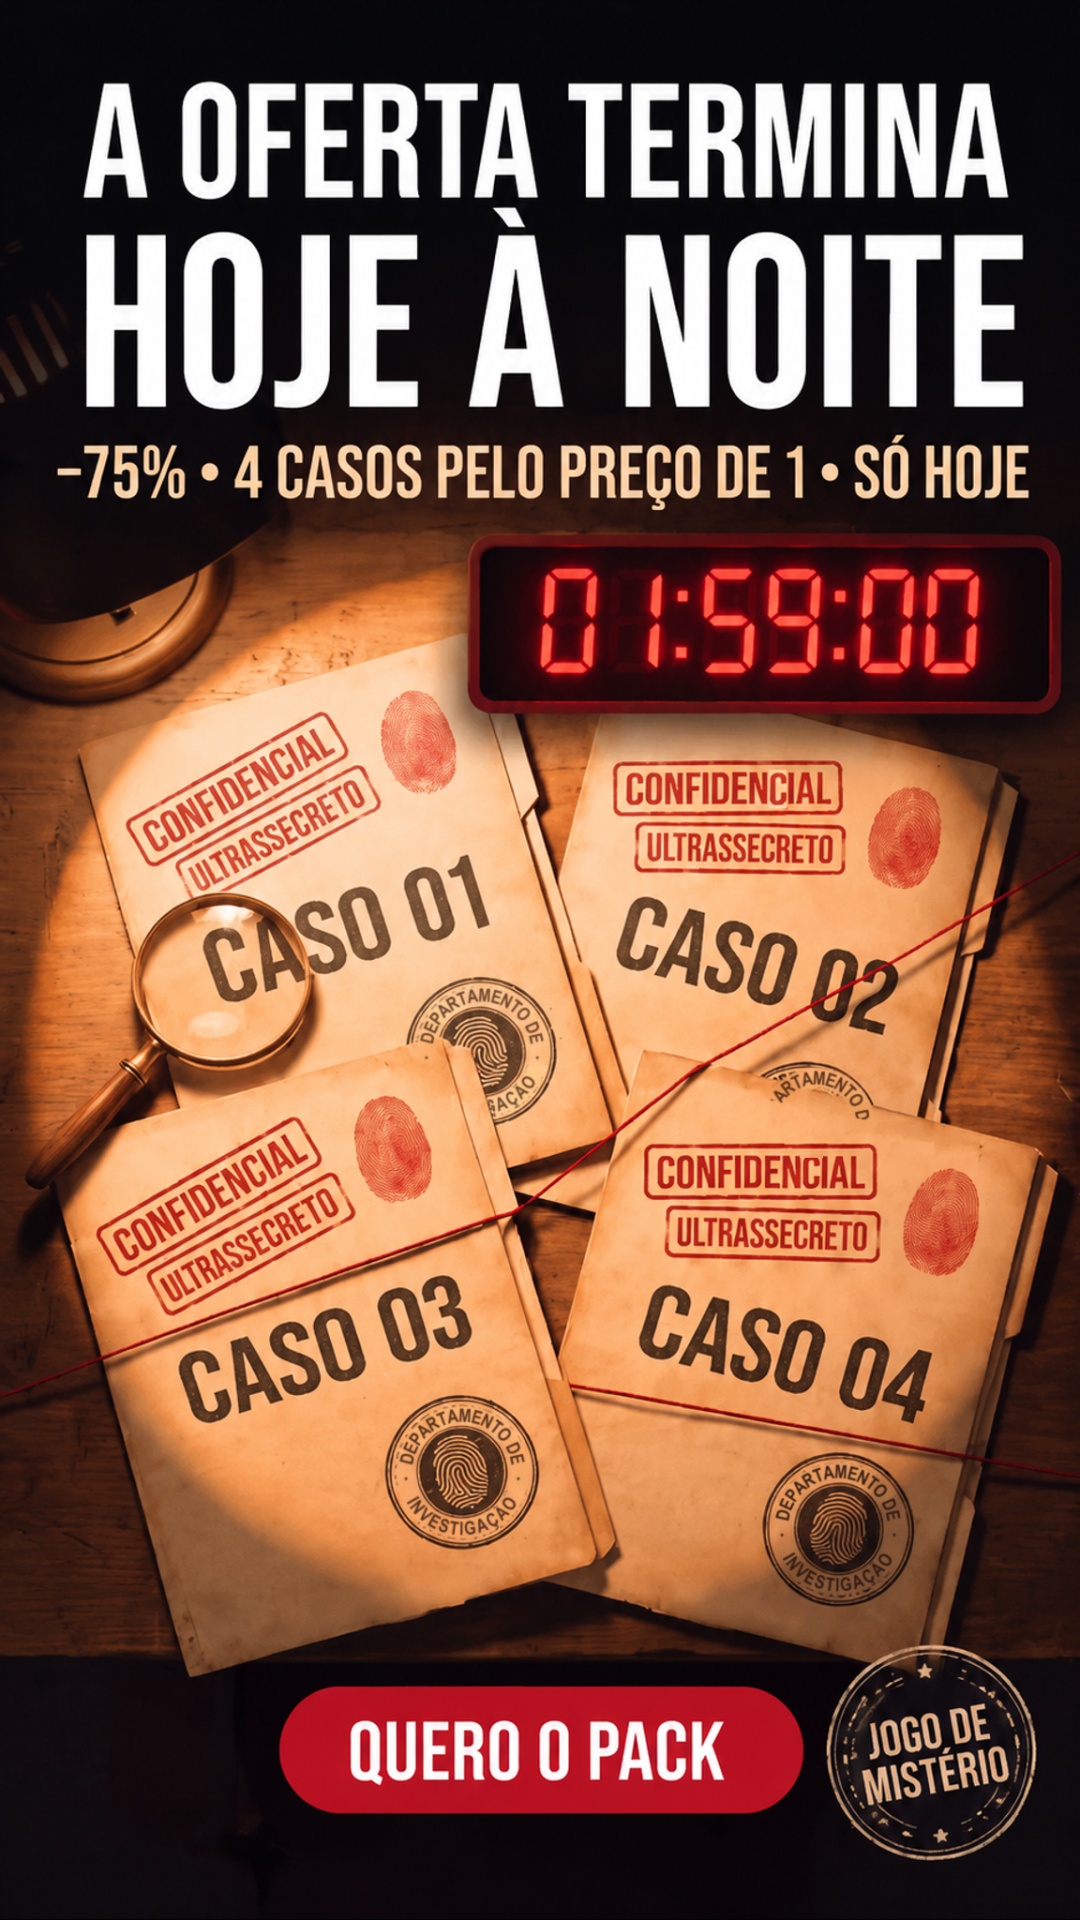 A OFERTA TERMINA
HOJE À NOITE
−75% • 4 CASOS PELO PREÇO DE 1 • SÓ HOJE
01:59:00
CONFIDENCIAL
ULTRASSECRETO
CASO 01
DEPARTAMENTO DE
CONFIDENCIAL
ULTRASSECRETO
CASO 02
CONFIDENCIAL
ULTRASSECRETO
CASO 03
DEPARTAMENTO DE
INVESTIGAÇÃO
CONFIDENCIAL
ULTRASSECRETO
CASO 04
DEPARTAMENTO DE
INVESTIGAÇÃO
QUERO O PACK
JOGO DE
MISTÉRIO